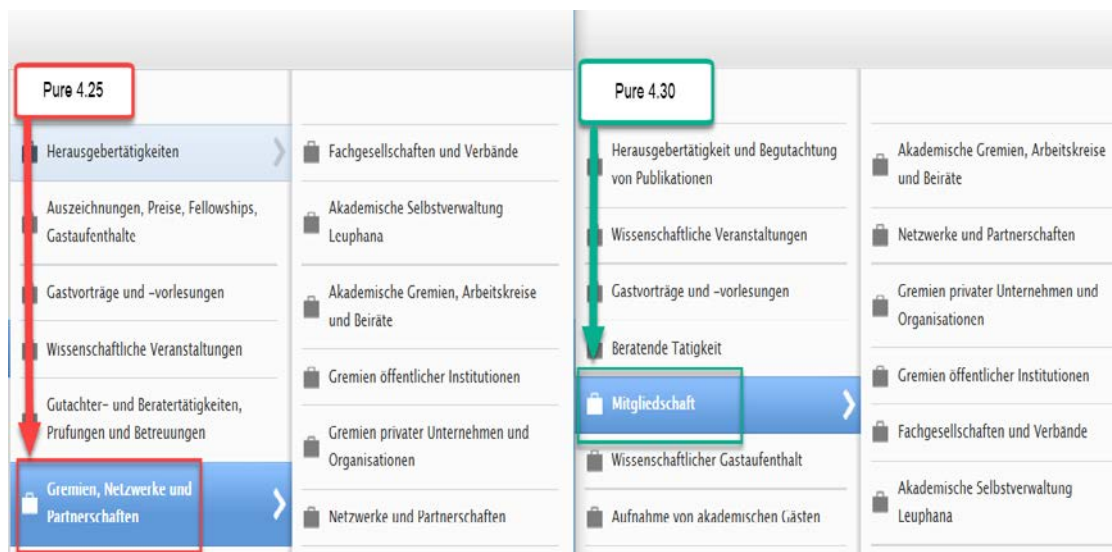 Pure 4.25
Herausgebertätigkeiten
Auszeichnungen, Preise, Fellowships,
Gastaufenthalte
Gastvorträge und -vorlesungen
Wissenschaftliche Veranstaltungen
Gutachter- und Beratertätigkeiten,
Prüfungen und Betreuungen
Gremien, Netzwerke und
Partnerschaften
Fachgesellschaften und Verbände
Akademische Selbstverwaltung
Leuphana
Akademische Gremien, Arbeitskreise
und Beiräte
Gremien öffentlicher Institutionen
Gremien privater Unternehmen und
Organisationen
Netzwerke und Partnerschaften
Pure 4.30
Herausgebertätigkeit und Begutachtung
von Publikationen
Wissenschaftliche Veranstaltungen
Gastvorträge und -vorlesungen
Beratende Tätigkeit
Mitgliedschaft
Wissenschaftlicher Gastaufenthalt
Aufnahme von akademischen Gästen
Akademische Gremien, Arbeitskreise
und Beiräte
Netzwerke und Partnerschaften
Gremien privater Unternehmen und
Organisationen
Gremien öffentlicher Institutionen
Fachgesellschaften und Verbände
Akademische Selbstverwaltung
Leuphana